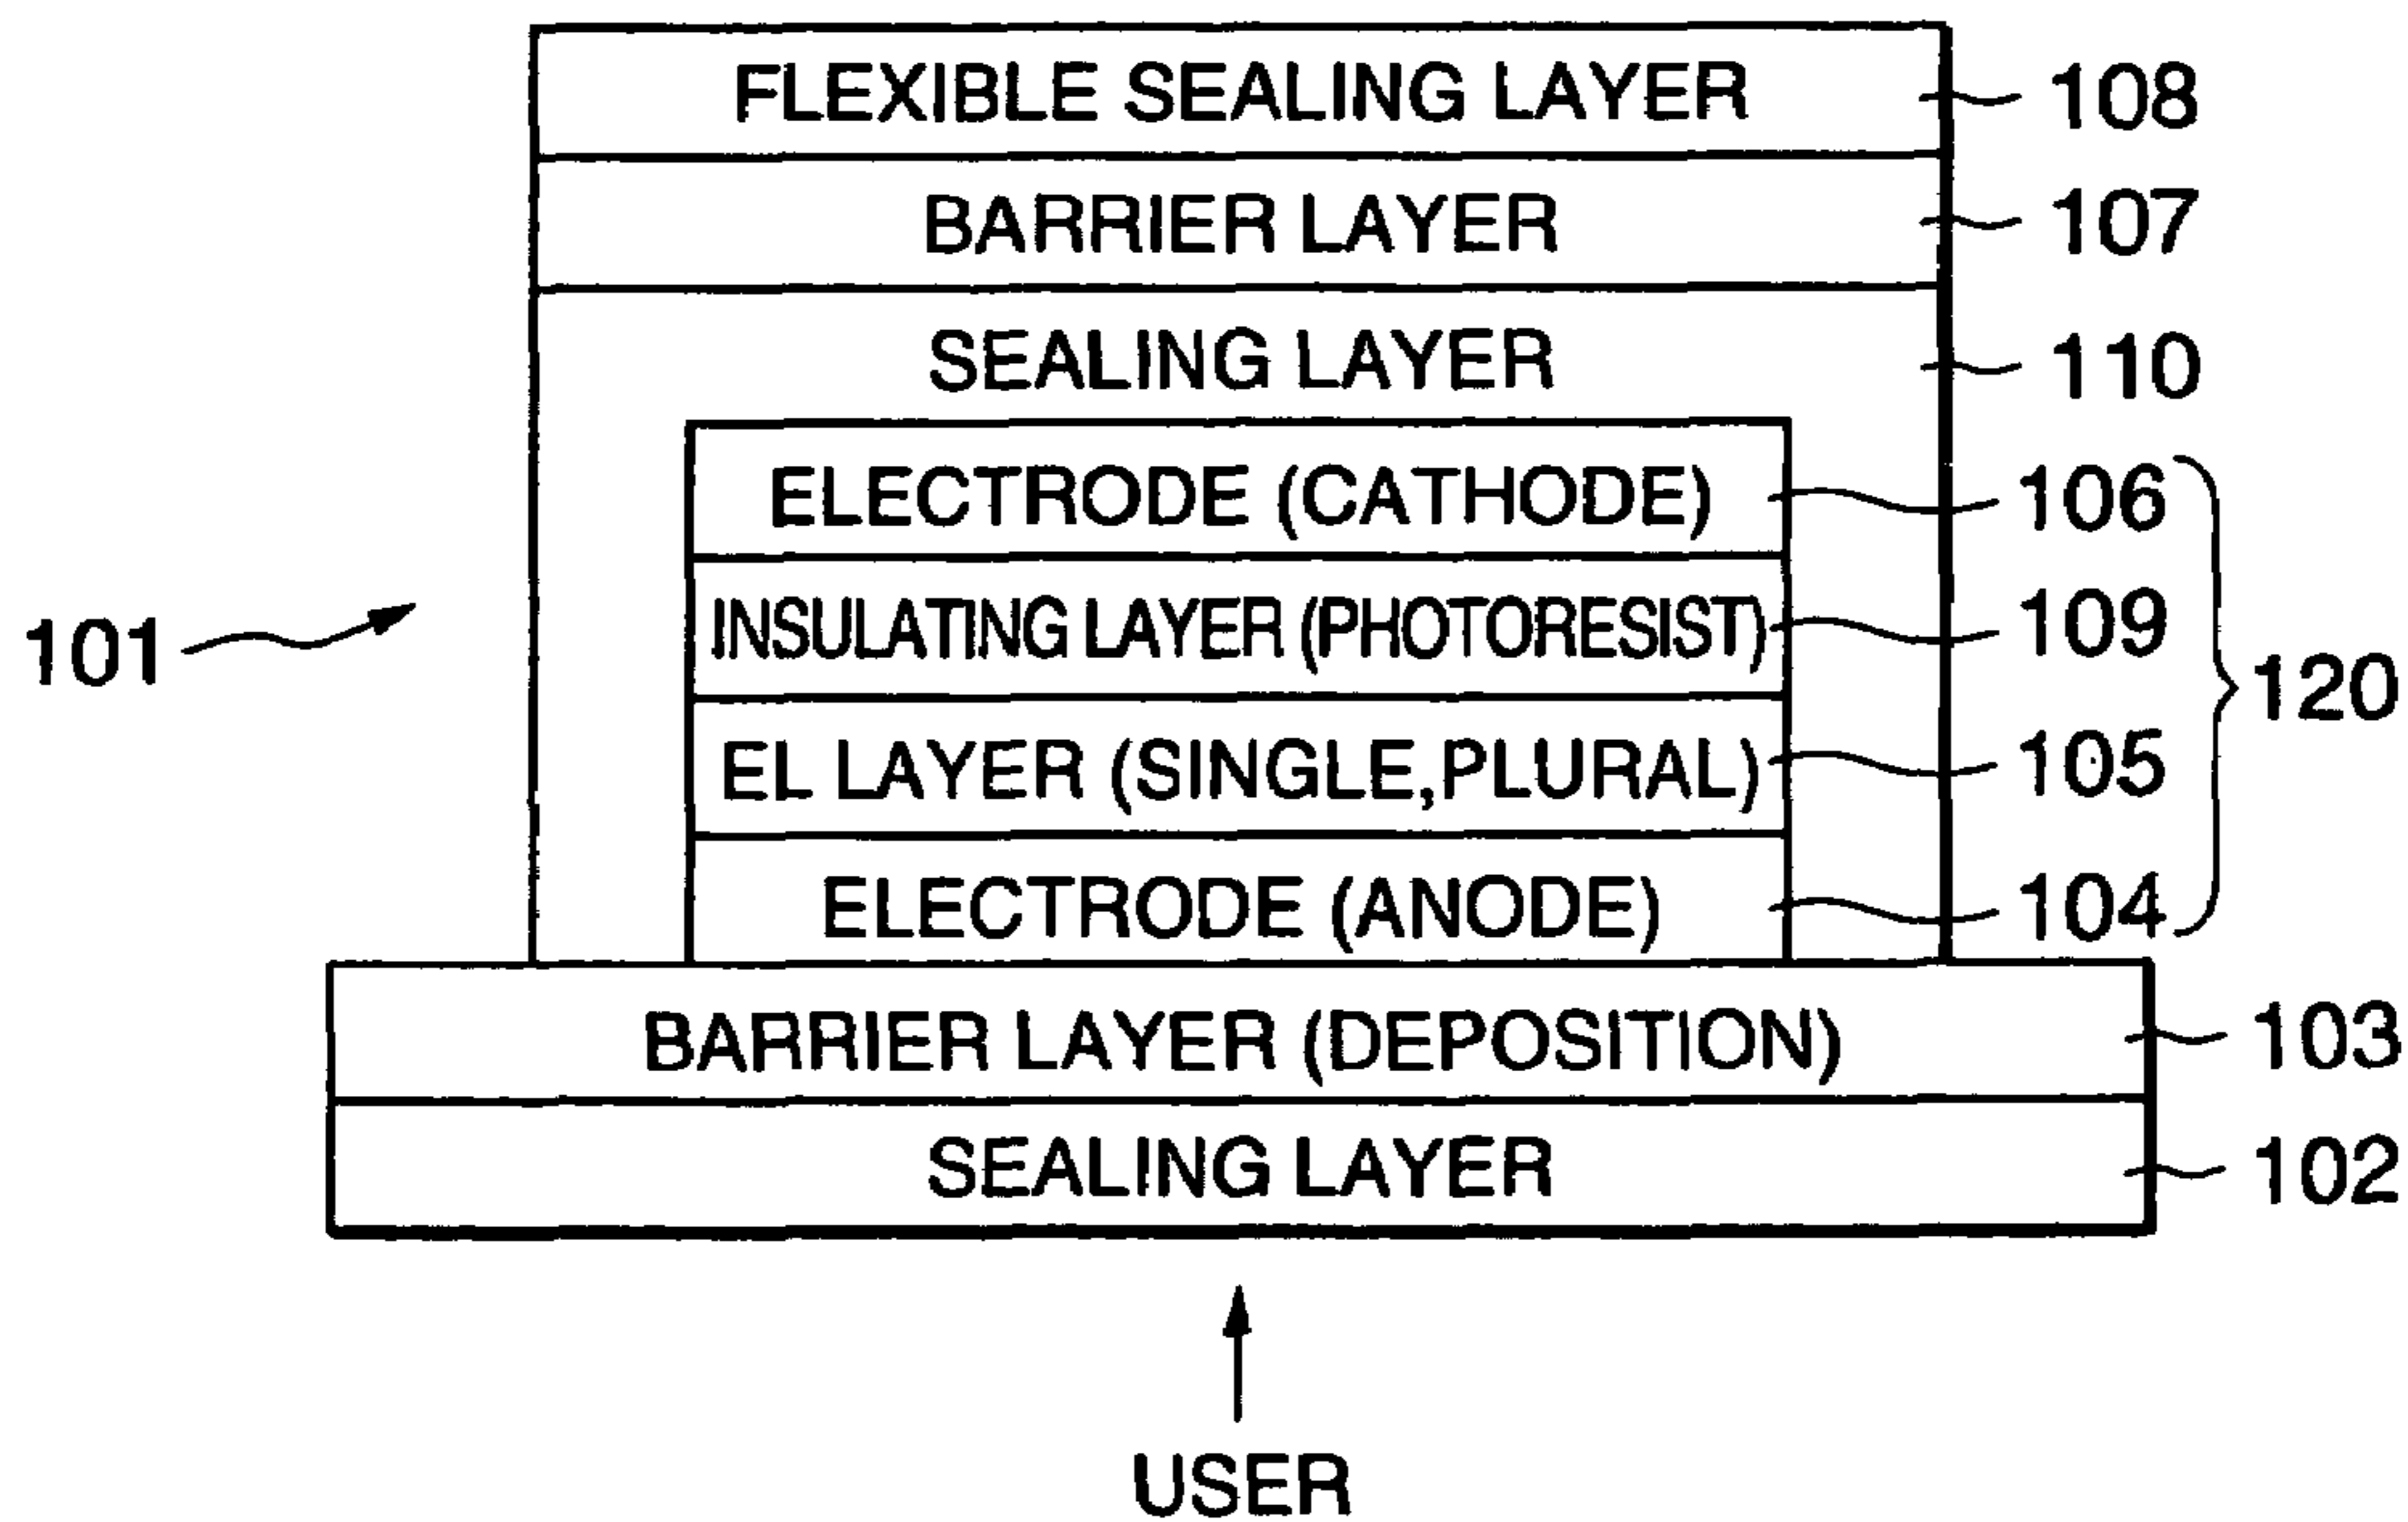 FLEXIBLE SEALING LAYER 108
BARRIER LAYER 107
SEALING LAYER 110
ELECTRODE (CATHODE) 106
INSULATING LAYER (PHOTORESIST) 109
101
120
EL LAYER (SINGLE,PLURAL) 105
ELECTRODE (ANODE) 104
BARRIER LAYER (DEPOSITION) 103
SEALING LAYER 102
USER